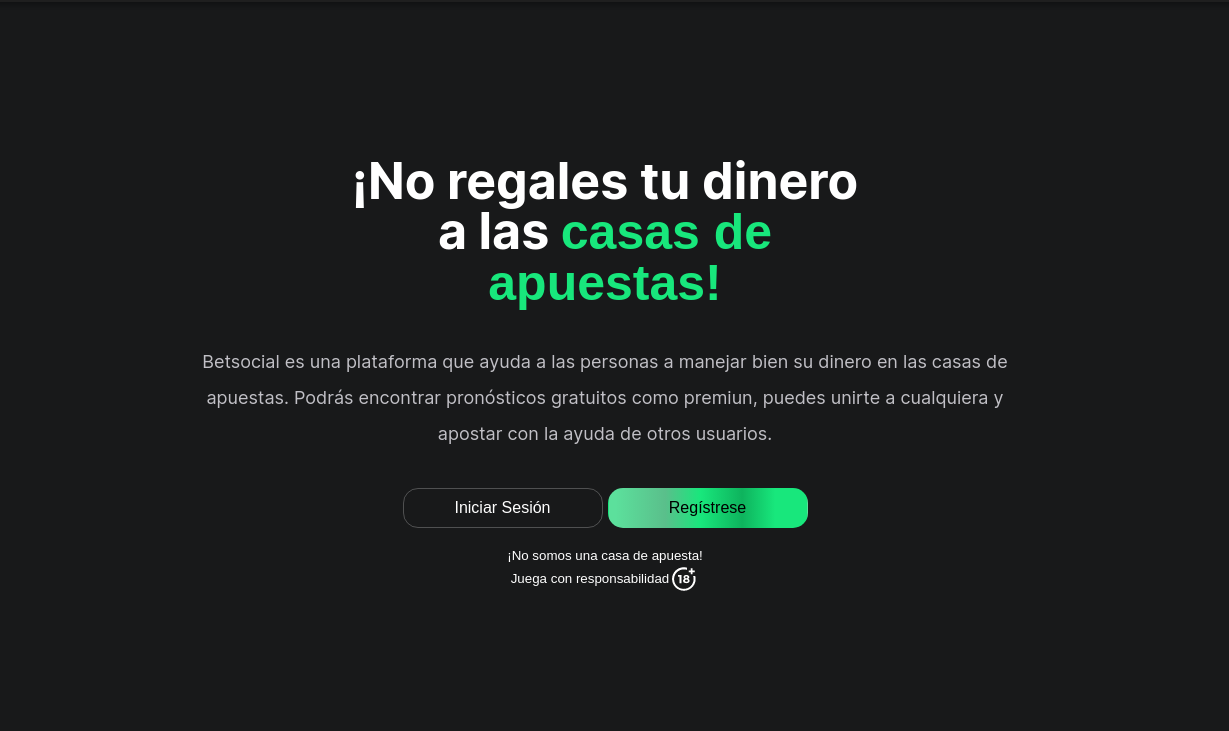 ¡No regales tu dinero
a las casas de
apuestas!
Betsocial es una plataforma que ayuda a las personas a manejar bien su dinero en las casas de
apuestas. Podrás encontrar pronósticos gratuitos como premiun, puedes unirte a cualquiera y
apostar con la ayuda de otros usuarios.
Iniciar Sesión Regístrese
¡No somos una casa de apuesta!
Juega con responsabilidad 18+